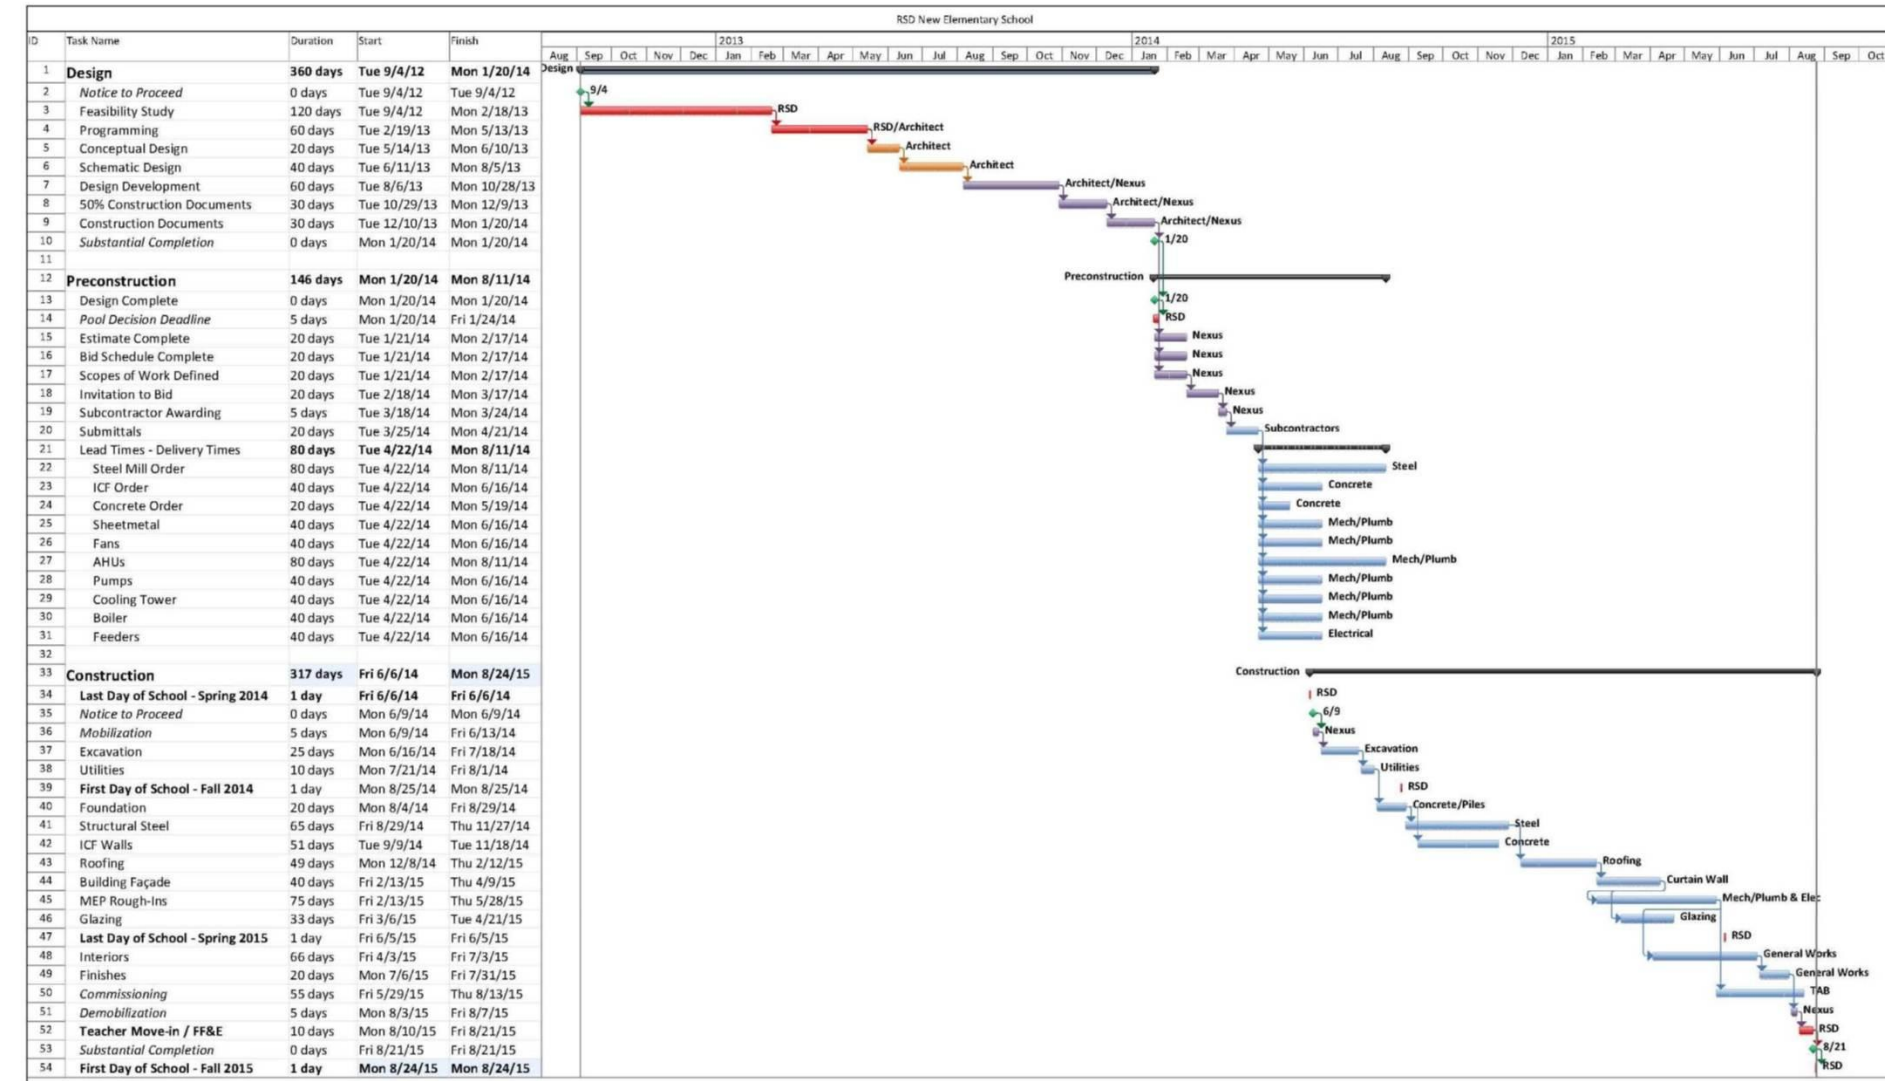 RSD New Elementary School
ID Task Name Duration Start Finish 2013 2014 2015
Aug Sep Oct Nov Dec Jan Feb Mar Apr May Jun Jul Aug Sep Oct Nov Dec Jan Feb Mar Apr May Jun Jul Aug Sep Oct Nov Dec Jan Feb Mar Apr May Jun Jul Aug Sep Oct
1 Design 360 days Tue 9/4/12 Mon 1/20/14 Design
2 Notice to Proceed 0 days Tue 9/4/12 Tue 9/4/12 9/4
3 Feasibility Study 120 days Tue 9/4/12 Mon 2/18/13 RSD
4 Programming 60 days Tue 2/19/13 Mon 5/13/13 RSD/Architect
5 Conceptual Design 20 days Tue 5/14/13 Mon 6/10/13 Architect
6 Schematic Design 40 days Tue 6/11/13 Mon 8/5/13 Architect
7 Design Development 60 days Tue 8/6/13 Mon 10/28/13 Architect/Nexus
8 50% Construction Documents 30 days Tue 10/29/13 Mon 12/9/13 Architect/Nexus
9 Construction Documents 30 days Tue 12/10/13 Mon 1/20/14 Architect/Nexus
10 Substantial Completion 0 days Mon 1/20/14 Mon 1/20/14 1/20
11
12 Preconstruction 146 days Mon 1/20/14 Mon 8/11/14 Preconstruction
13 Design Complete 0 days Mon 1/20/14 Mon 1/20/14 1/20
14 Pool Decision Deadline 5 days Mon 1/20/14 Fri 1/24/14 RSD
15 Estimate Complete 20 days Tue 1/21/14 Mon 2/17/14 Nexus
16 Bid Schedule Complete 20 days Tue 1/21/14 Mon 2/17/14 Nexus
17 Scopes of Work Defined 20 days Tue 1/21/14 Mon 2/17/14 Nexus
18 Invitation to Bid 20 days Tue 2/18/14 Mon 3/17/14 Nexus
19 Subcontractor Awarding 5 days Tue 3/18/14 Mon 3/24/14 Nexus
20 Submittals 20 days Tue 3/25/14 Mon 4/21/14 Subcontractors
21 Lead Times - Delivery Times 80 days Tue 4/22/14 Mon 8/11/14
22 Steel Mill Order 80 days Tue 4/22/14 Mon 8/11/14 Steel
23 ICF Order 40 days Tue 4/22/14 Mon 6/16/14 Concrete
24 Concrete Order 20 days Tue 4/22/14 Mon 5/19/14 Concrete
25 Sheetmetal 40 days Tue 4/22/14 Mon 6/16/14 Mech/Plumb
26 Fans 40 days Tue 4/22/14 Mon 6/16/14 Mech/Plumb
27 AHUs 80 days Tue 4/22/14 Mon 8/11/14 Mech/Plumb
28 Pumps 40 days Tue 4/22/14 Mon 6/16/14 Mech/Plumb
29 Cooling Tower 40 days Tue 4/22/14 Mon 6/16/14 Mech/Plumb
30 Boiler 40 days Tue 4/22/14 Mon 6/16/14 Mech/Plumb
31 Feeders 40 days Tue 4/22/14 Mon 6/16/14 Electrical
32
33 Construction 317 days Fri 6/6/14 Mon 8/24/15 Construction
34 Last Day of School - Spring 2014 1 day Fri 6/6/14 Fri 6/6/14 RSD
35 Notice to Proceed 0 days Mon 6/9/14 Mon 6/9/14 6/9
36 Mobilization 5 days Mon 6/9/14 Fri 6/13/14 Nexus
37 Excavation 25 days Mon 6/16/14 Fri 7/18/14 Excavation
38 Utilities 10 days Mon 7/21/14 Fri 8/1/14 Utilities
39 First Day of School - Fall 2014 1 day Mon 8/25/14 Mon 8/25/14 RSD
40 Foundation 20 days Mon 8/4/14 Fri 8/29/14 Concrete/Piles
41 Structural Steel 65 days Fri 8/29/14 Thu 11/27/14 Steel
42 ICF Walls 51 days Tue 9/9/14 Tue 11/18/14 Concrete
43 Roofing 49 days Mon 12/8/14 Thu 2/12/15 Roofing
44 Building Façade 40 days Fri 2/13/15 Thu 4/9/15 Curtain Wall
45 MEP Rough-Ins 75 days Fri 2/13/15 Thu 5/28/15 Mech/Plumb & Elec
46 Glazing 33 days Fri 3/6/15 Tue 4/21/15 Glazing
47 Last Day of School - Spring 2015 1 day Fri 6/5/15 Fri 6/5/15 RSD
48 Interiors 66 days Fri 4/3/15 Fri 7/3/15 General Works
49 Finishes 20 days Mon 7/6/15 Fri 7/31/15 General Works
50 Commissioning 55 days Fri 5/29/15 Thu 8/13/15 TAB
51 Demobilization 5 days Mon 8/3/15 Fri 8/7/15 Nexus
52 Teacher Move-in / FF&E 10 days Mon 8/10/15 Fri 8/21/15 RSD
53 Substantial Completion 0 days Fri 8/21/15 Fri 8/21/15 8/21
54 First Day of School - Fall 2015 1 day Mon 8/24/15 Mon 8/24/15 RSD